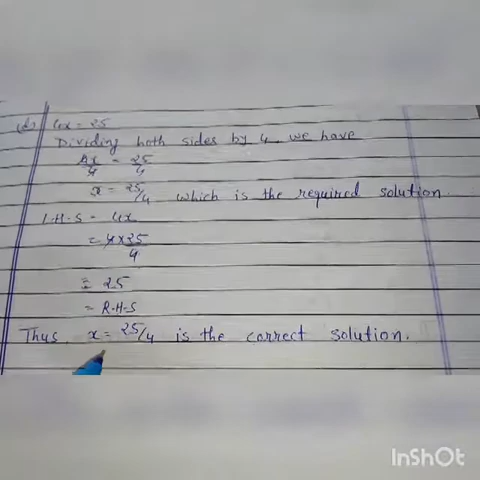 (d) 4x = 25
Dividing both sides by 4, we have
4x/4 = 25/4
x = 25/4 which is the required solution.
L.H.S = 4x
= 4×25/4
= 25
= R.H.S
Thus x = 25/4 is the correct solution.
InShOt